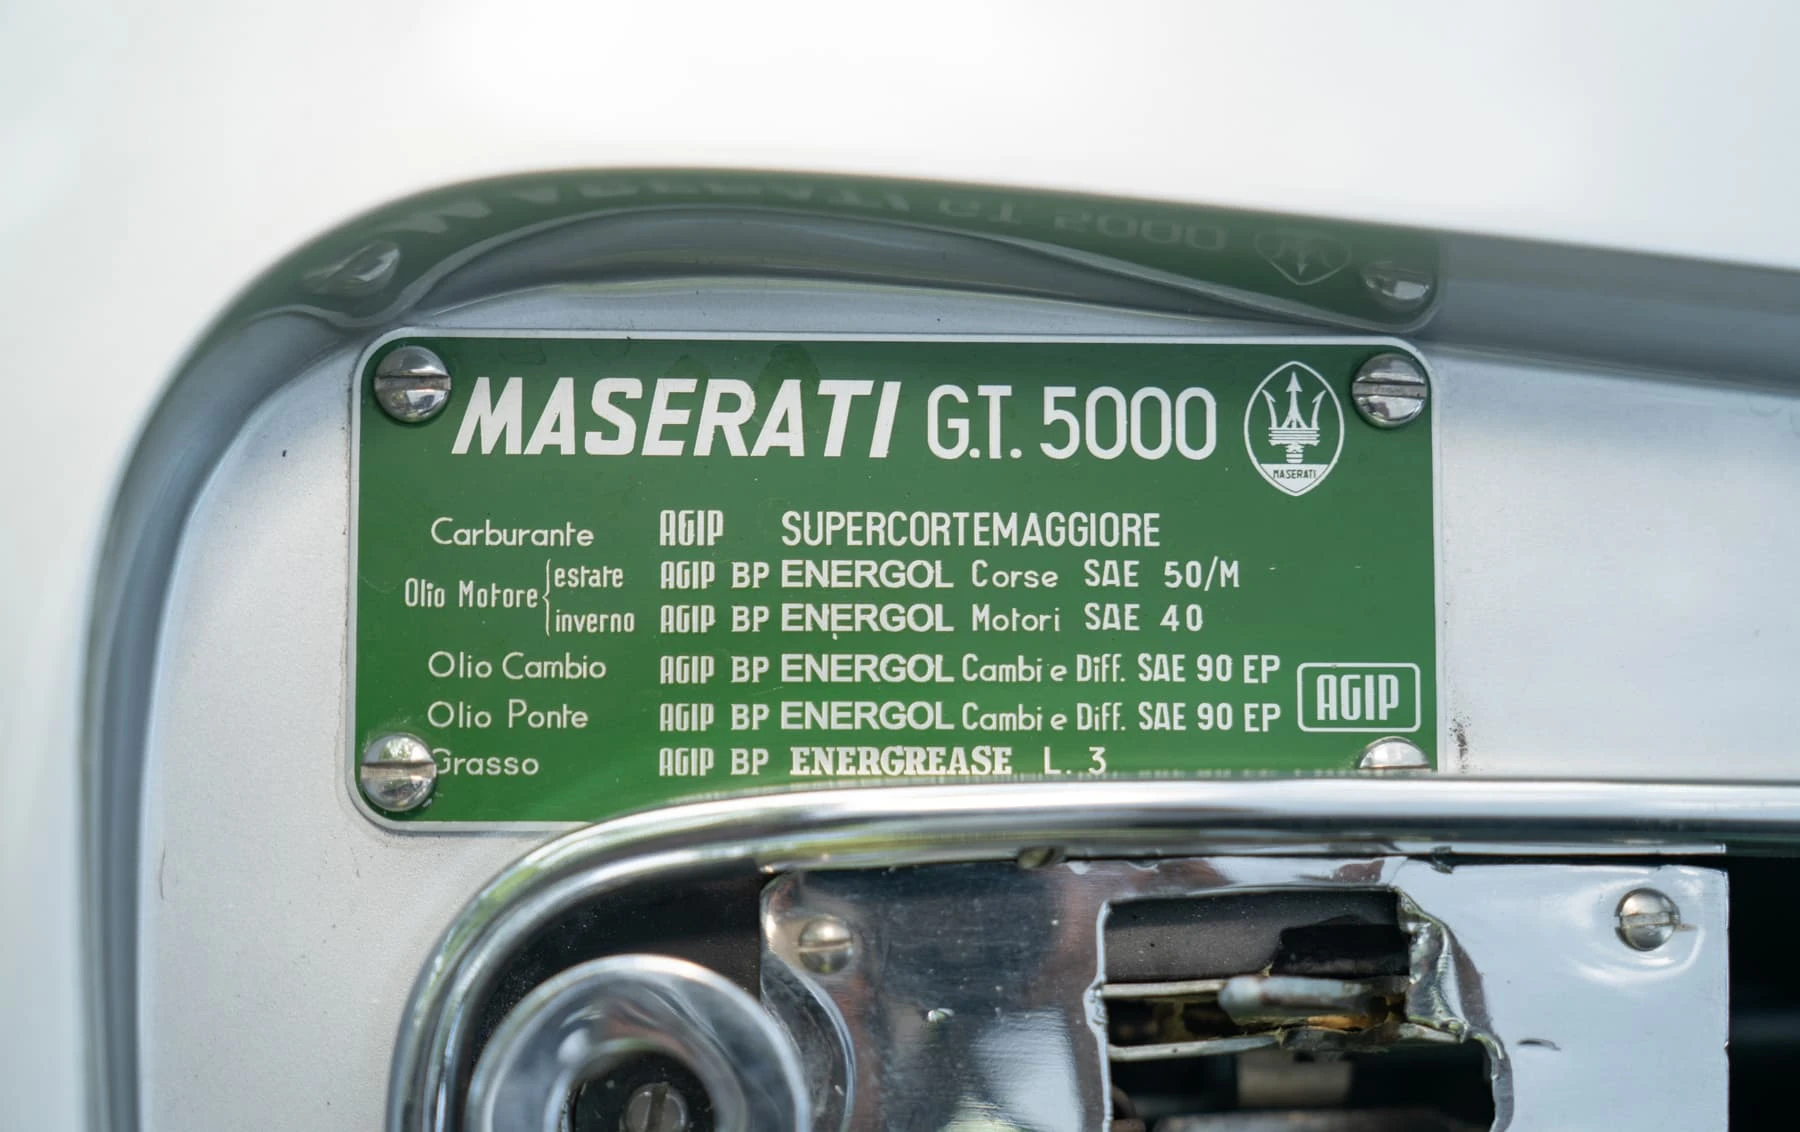 MASERATI G.T. 5000
MASERATI
Carburante AGIP SUPERCORTEMAGGIORE
Olio Motore estate AGIP BP ENERGOL Corse SAE 50/M
inverno AGIP BP ENERGOL Motori SAE 40
Olio Cambio AGIP BP ENERGOL Cambi e Diff. SAE 90 EP
Olio Ponte AGIP BP ENERGOL Cambi e Diff. SAE 90 EP
AGIP
Grasso AGIP BP ENERGREASE L. 3